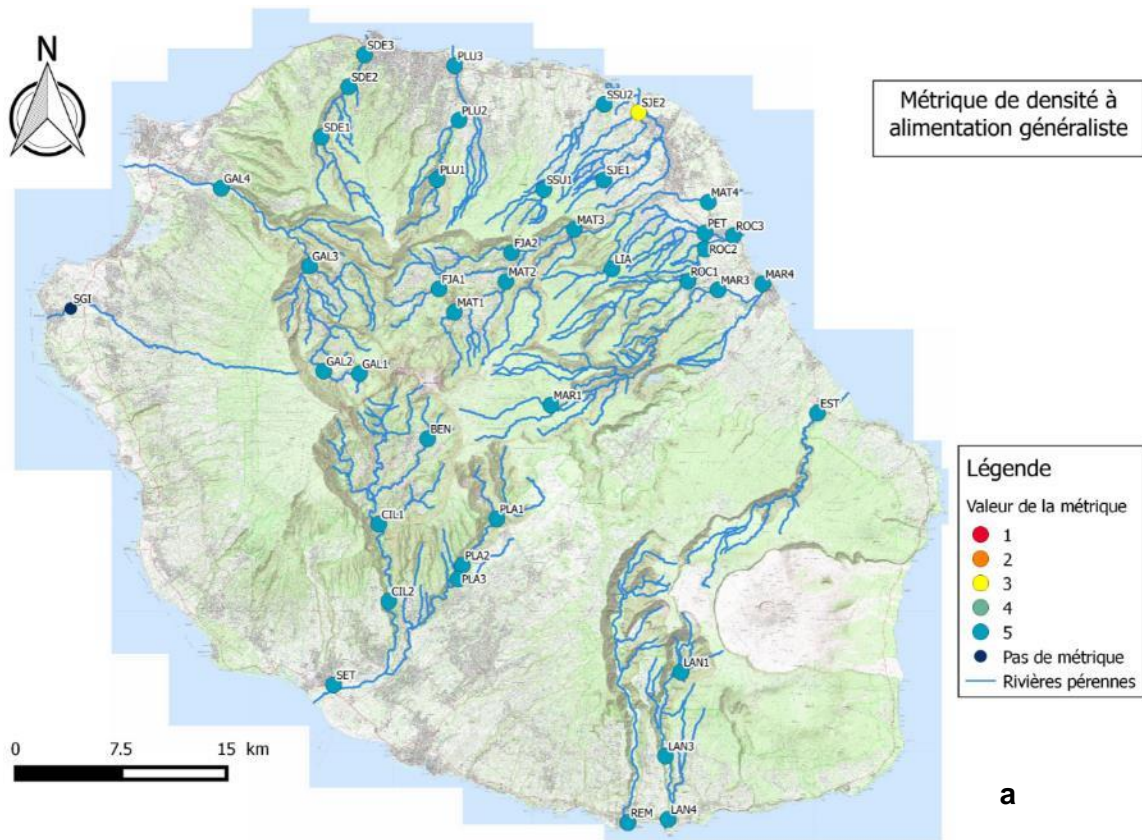 N
Métrique de densité à
alimentation généraliste
SDE3
PLU3
SDE2
SSU2
SJE2
PLU2
SDE1
PLU1
SSU1
SJE1
GAL4
MAT4
MAT3
PET
ROC3
FJA2
ROC2
GAL3
LIA
FJA1
MAT2
ROC1
MAR3
MAR4
SGI
MAT1
GAL2
GAL1
MAR1
EST
BEN
CIL1
PLA1
PLA2
PLA3
CIL2
SET
LAN1
LAN3
REM
LAN4
Légende
Valeur de la métrique
1
2
3
4
5
Pas de métrique
Rivières pérennes
0 7.5 15 km
a